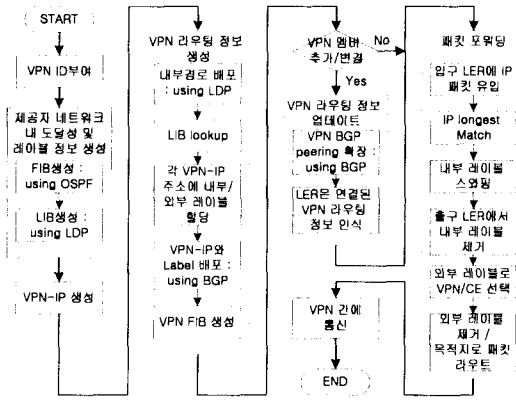 START
VPN ID부여
제공자 네트워크
내 도달성 및
레이블 정보 생성
FIB생성 :
using OSPF
LIB생성 :
using LDP
VPN-IP 생성
VPN 라우팅 정보
생성
내부경로 배포
: using LDP
LIB lookup
각 VPN-IP
주소에 내부/
외부 레이블
할당
VPN-IP와
Label 배포 :
using BGP
VPN FIB 생성
VPN 멤버
추가/변경
No
Yes
VPN 라우팅 정보
업데이트
VPN BGP
peering 확장 :
using BGP
LER은 연결된
VPN 라우팅
정보 인식
VPN 간에
통신
END
패킷 포워딩
입구 LER에 IP
패킷 유입
IP longest
Match
내부 레이블
스와핑
출구 LER에서
내부 레이블
제거
외부 레이블로
VPN/CE 선택
외부 레이블
제거 /
목적지로 패킷
라우트